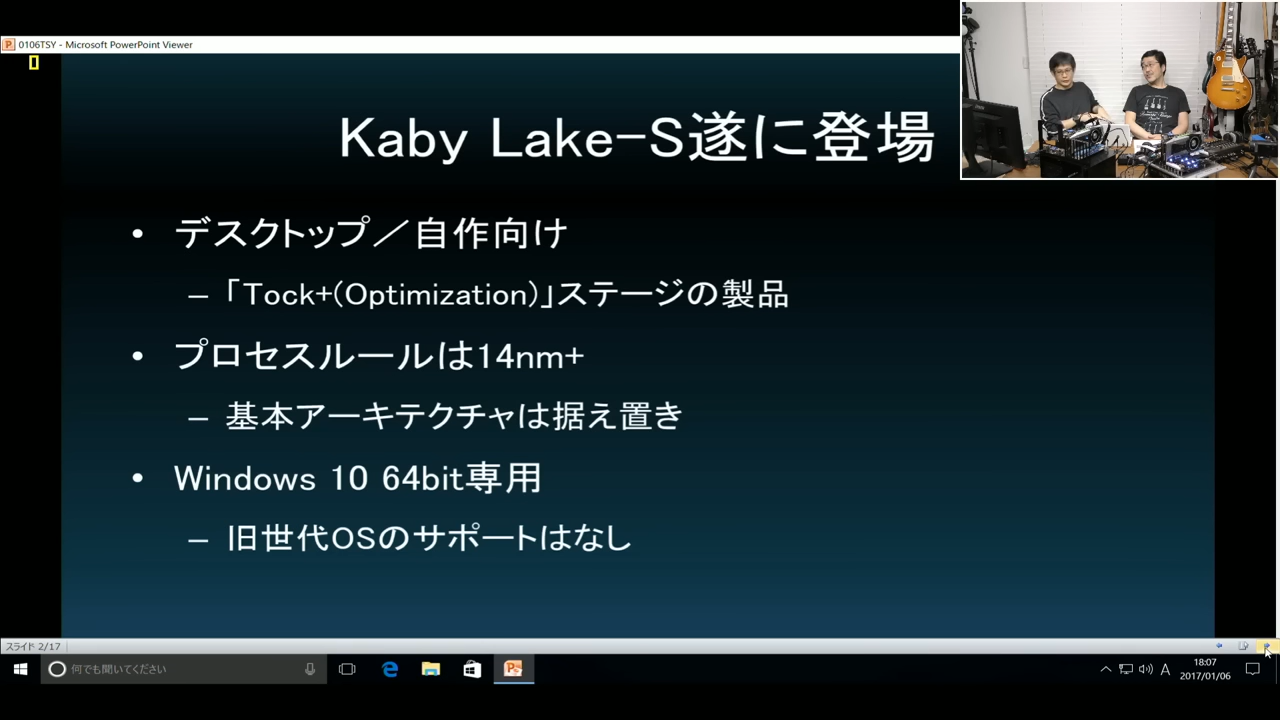 0106TSY - Microsoft PowerPoint Viewer
Kaby Lake-S遂に登場
• デスクトップ／自作向け
– 「Tock+(Optimization)」ステージの製品
• プロセスルールは14nm+
– 基本アーキテクチャは据え置き
• Windows 10 64bit専用
– 旧世代OSのサポートはなし
スライド 2/17
何でも聞いてください
A
18:07
2017/01/06